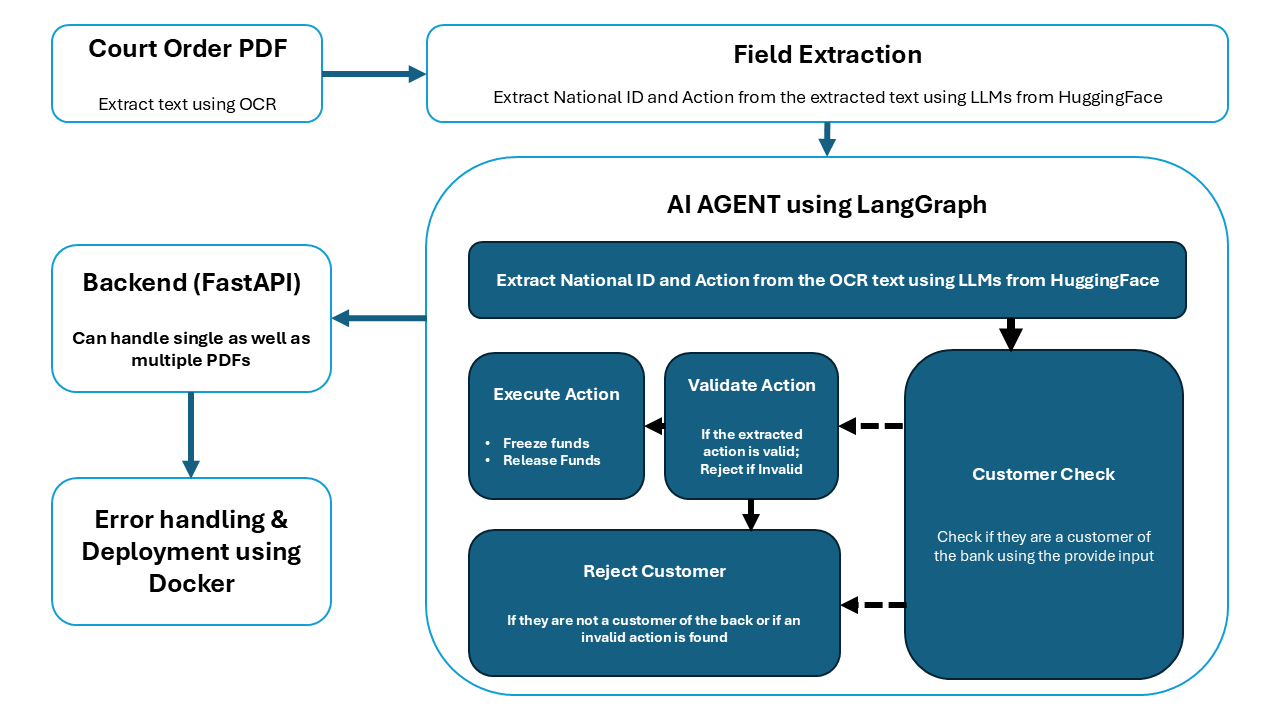 Court Order PDF
Extract text using OCR
Field Extraction
Extract National ID and Action from the extracted text using LLMs from HuggingFace
AI AGENT using LangGraph
Extract National ID and Action from the OCR text using LLMs from HuggingFace
Customer Check
Check if they are a customer of
the bank using the provide input
Validate Action
If the extracted
action is valid;
Reject if Invalid
Execute Action
• Freeze funds
• Release Funds
Reject Customer
If they are not a customer of the back or if an
invalid action is found
Backend (FastAPI)
Can handle single as well as
multiple PDFs
Error handling &
Deployment using
Docker